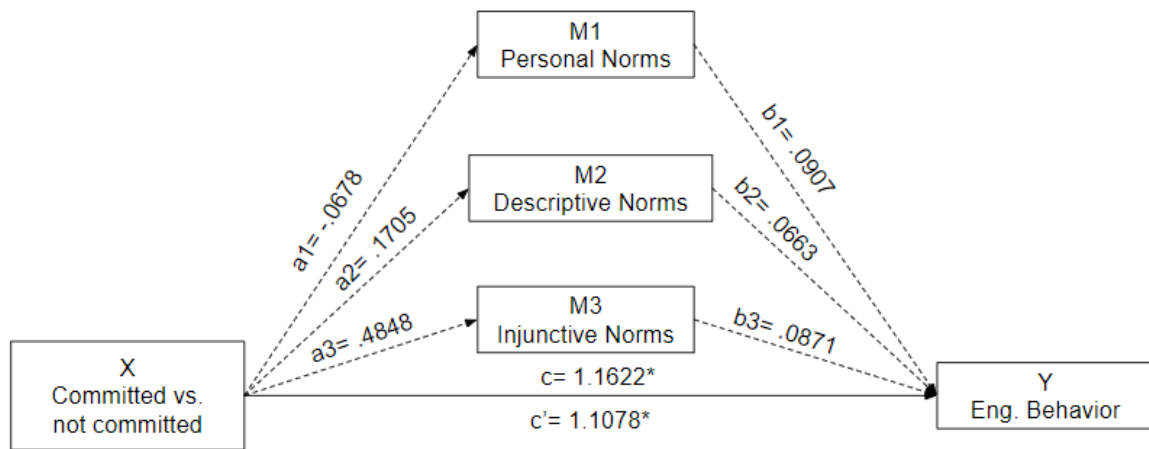 M1
Personal Norms
a1= -.0678
b1= .0907
M2
Descriptive Norms
a2= .1705
b2= .0663
M3
Injunctive Norms
a3= .4848
b3= .0871
X
Committed vs.
not committed
c= 1.1622*
c’= 1.1078*
Y
Eng. Behavior